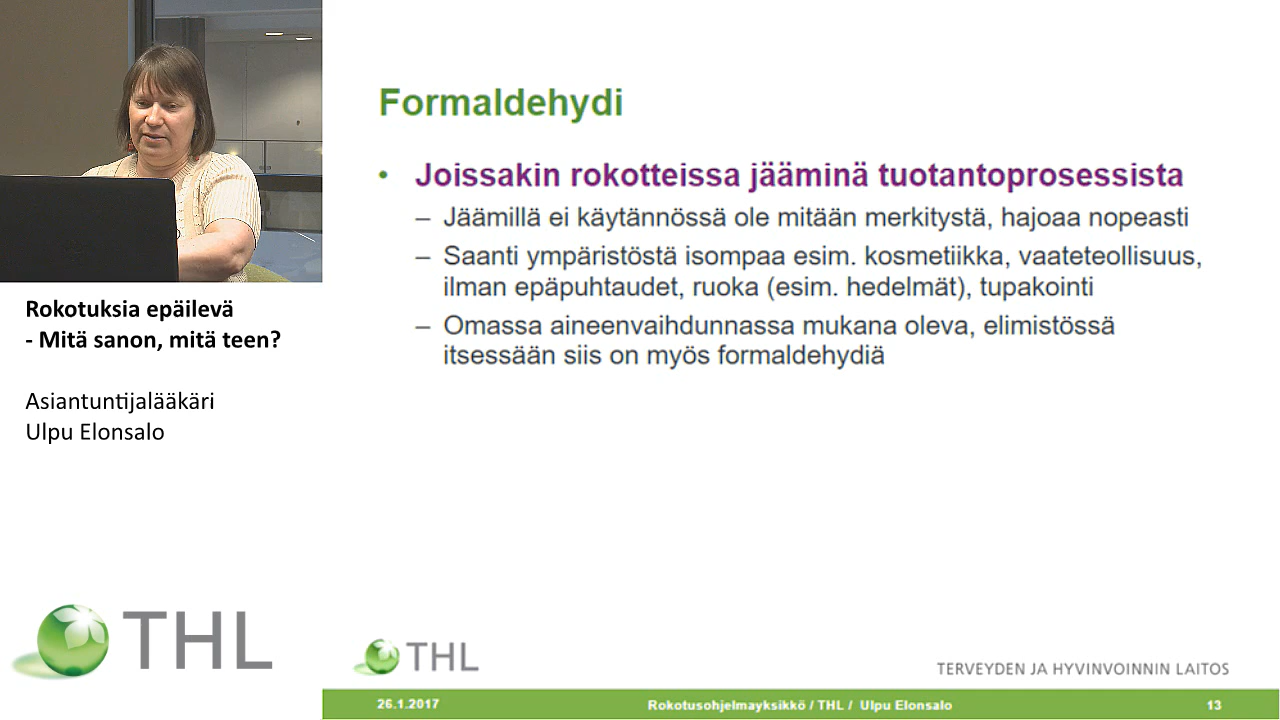 Formaldehydi
• Joissakin rokotteissa jääminä tuotantoprosessista
– Jäämillä ei käytännössä ole mitään merkitystä, hajoaa nopeasti
– Saanti ympäristöstä isompaa esim. kosmetiikka, vaateteollisuus,
ilman epäpuhtaudet, ruoka (esim. hedelmät), tupakointi
– Omassa aineenvaihdunnassa mukana oleva, elimistössä
itsessään siis on myös formaldehydiä
Rokotuksia epäilevä
- Mitä sanon, mitä teen?
Asiantuntijalääkäri
Ulpu Elonsalo
THL
THL
TERVEYDEN JA HYVINVOINNIN LAITOS
26.1.2017
Rokotusohjelmayksikkö / THL / Ulpu Elonsalo
13